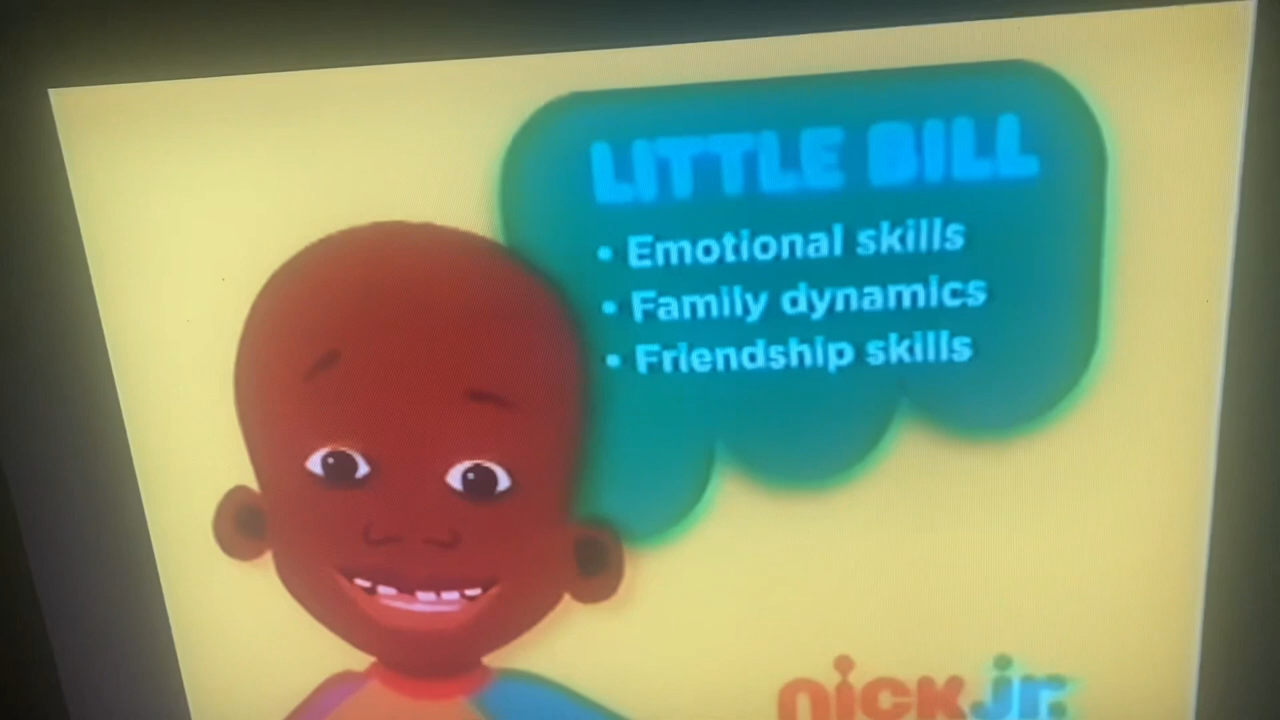 LITTLE BILL
• Emotional skills
• Family dynamics
• Friendship skills
nick jr.